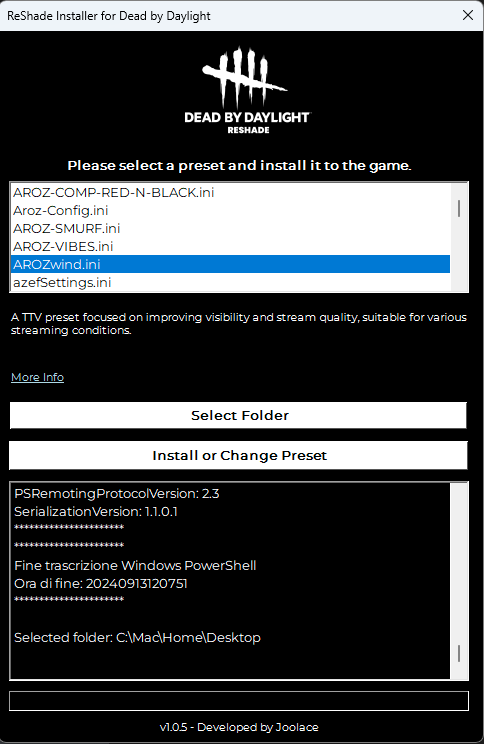 ReShade Installer for Dead by Daylight
DEAD BY DAYLIGHT
RESHADE
Please select a preset and install it to the game.
AROZ-COMP-RED-N-BLACK.ini
Aroz-Config.ini
AROZ-SMURF.ini
AROZ-VIBES.ini
AROZwind.ini
azefSettings.ini
A TTV preset focused on improving visibility and stream quality, suitable for various
streaming conditions.
More Info
Select Folder
Install or Change Preset
PSRemotingProtocolVersion: 2.3
SerializationVersion: 1.1.0.1
**********************
**********************
Fine trascrizione Windows PowerShell
Ora di fine: 20240913120751
**********************
Selected folder: C:\Mac\Home\Desktop
v1.0.5 - Developed by Joolace